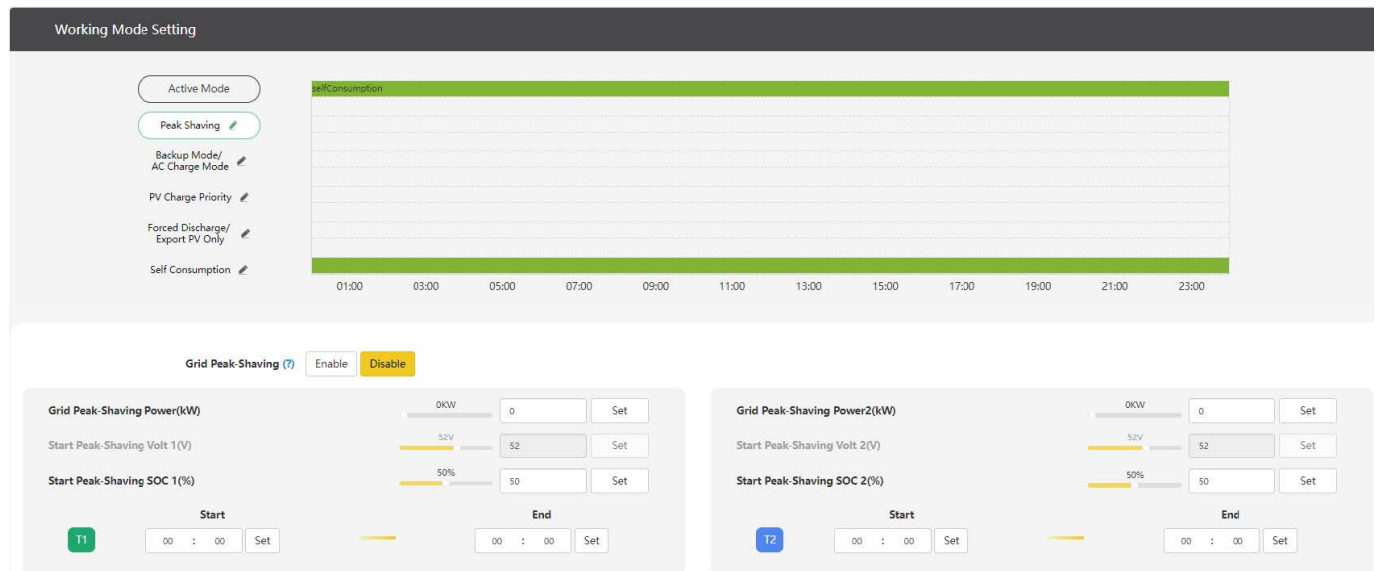 Working Mode Setting
Active Mode
selfConsumption
Peak Shaving
Backup Mode/
AC Charge Mode
PV Charge Priority
Forced Discharge/
Export PV Only
Self Consumption
01:00 03:00 05:00 07:00 09:00 11:00 13:00 15:00 17:00 19:00 21:00 23:00
Grid Peak-Shaving (?) Enable Disable
Grid Peak-Shaving Power(kW) 0KW 0 Set
Start Peak-Shaving Volt 1(V) 52V 52 Set
Start Peak-Shaving SOC 1(%) 50% 50 Set
Start End
T1 00 : 00 Set 00 : 00 Set
Grid Peak-Shaving Power2(kW) 0KW 0 Set
Start Peak-Shaving Volt 2(V) 52V 52 Set
Start Peak-Shaving SOC 2(%) 50% 50 Set
Start End
T2 00 : 00 Set 00 : 00 Set